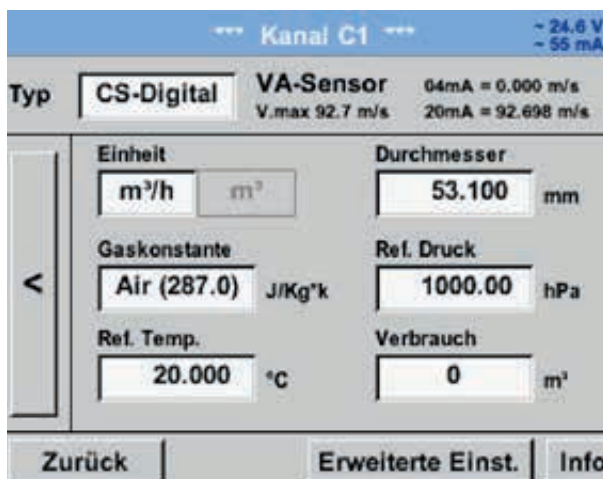 *** Kanal C1 *** ~ 24.6 V
~ 55 mA
Typ CS-Digital VA-Sensor 04mA = 0.000 m/s
V.max 92.7 m/s 20mA = 92.698 m/s
Einheit Durchmesser
m³/h m³ 53.100 mm
Gaskonstante Ref. Druck
< Air (287.0) J/Kg*k 1000.00 hPa
Ref. Temp. Verbrauch
20.000 °C 0 m³
Zurück Erweiterte Einst. Info